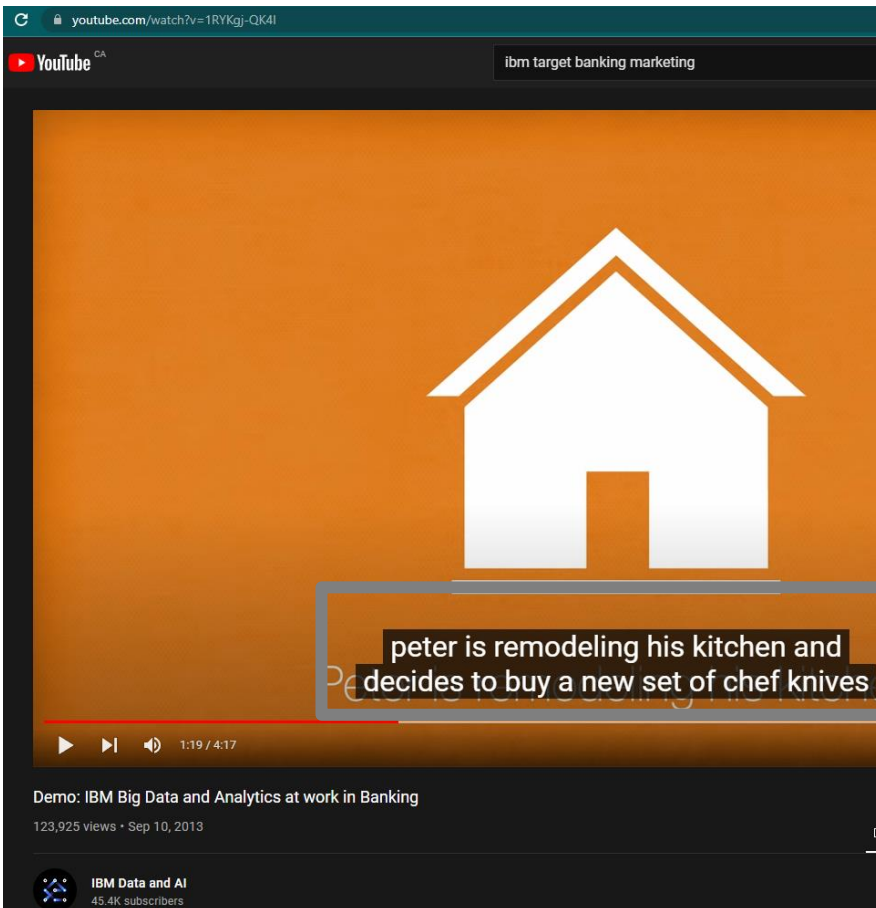 youtube.com/watch?v=1RYKgj-QK4I
YouTube CA
ibm target banking marketing
peter is remodeling his kitchen and
decides to buy a new set of chef knives
1:19 / 4:17
Demo: IBM Big Data and Analytics at work in Banking
123,925 views • Sep 10, 2013
IBM Data and AI
45.4K subscribers